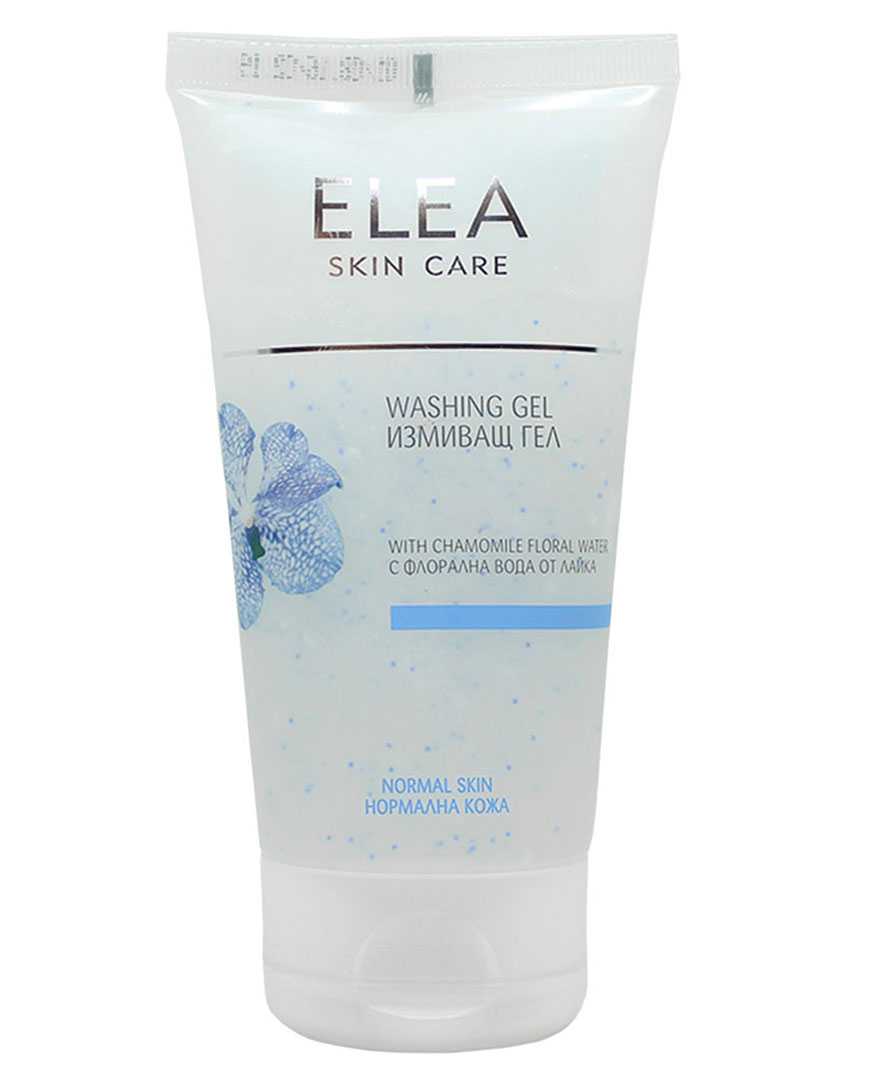 ELEA
SKIN CARE
WASHING GEL
ИЗМИВАЩ ГЕЛ
WITH CHAMOMILE FLORAL WATER
С ФЛОРАЛНА ВОДА ОТ ЛАЙКА
NORMAL SKIN
НОРМАЛНА КОЖА